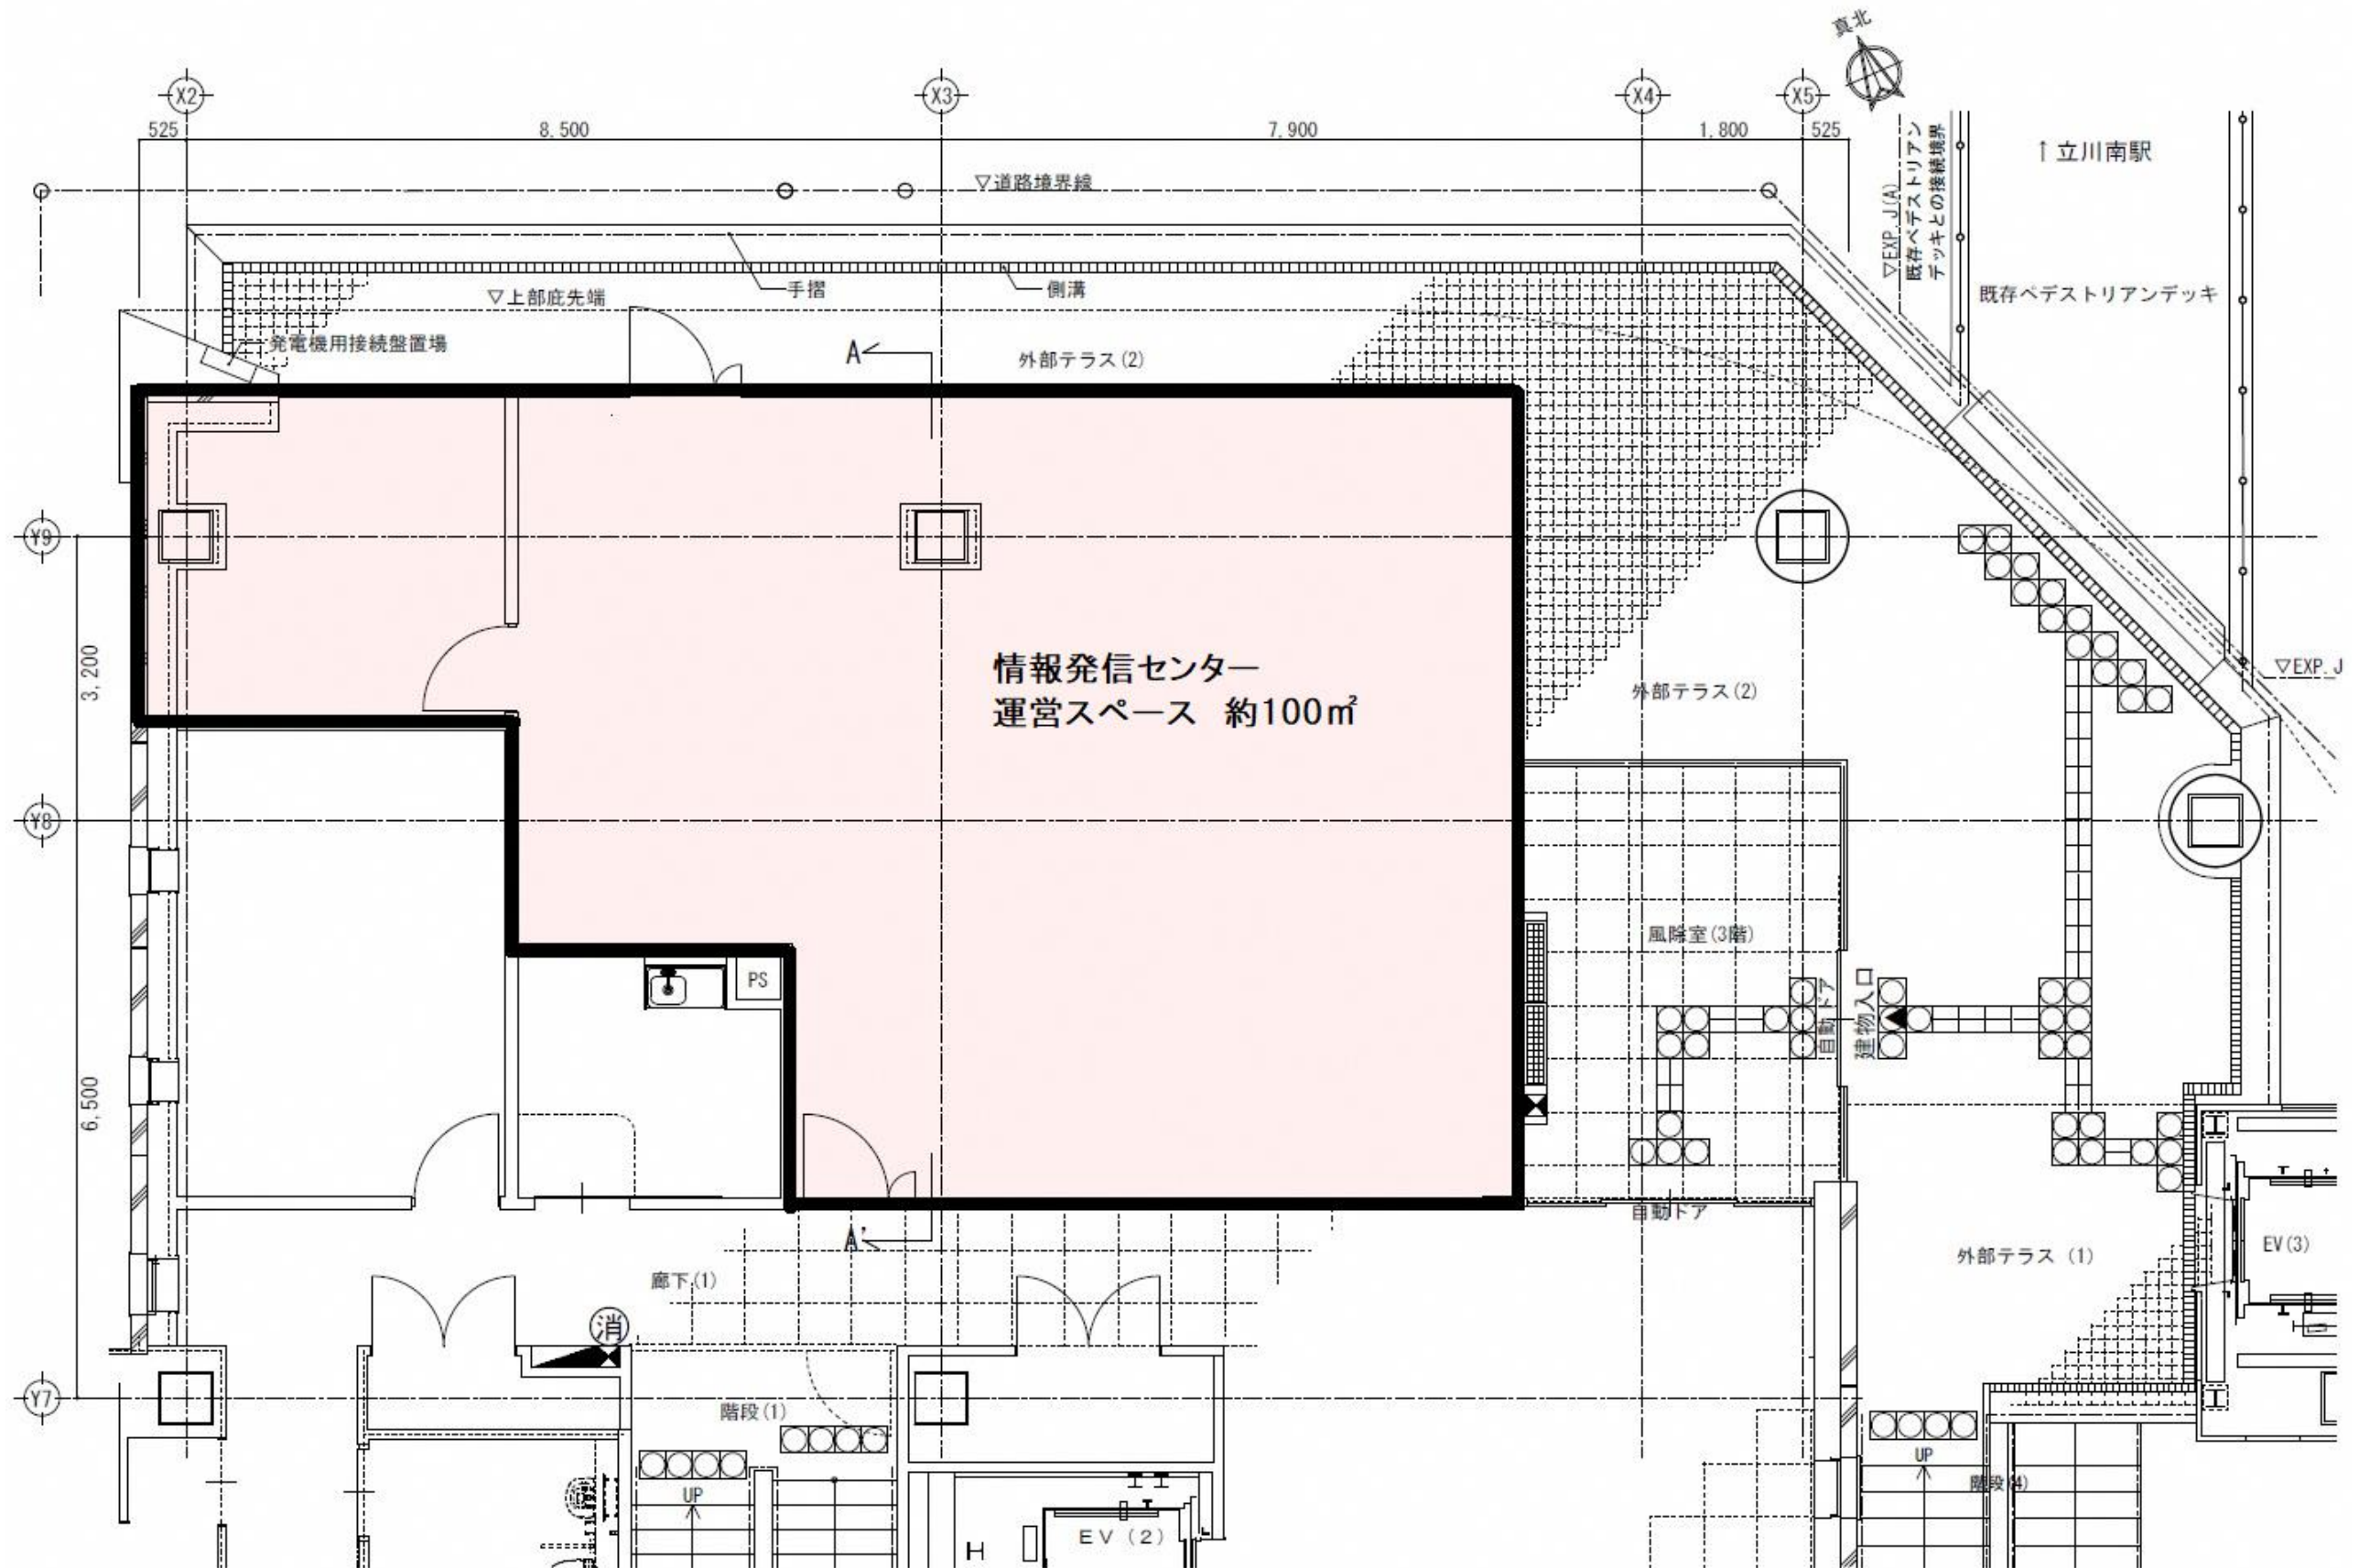 真北
X2
X3
X4
X5
525
8,500
7,900
1,800
525
▽道路境界線
▽EXP.J(A)
既存ペデストリアン
デッキとの接続境界
↑立川南駅
手摺
側溝
▽上部庇先端
既存ペデストリアンデッキ
発電機用接続盤置場
A
外部テラス(2)
Y9
3,200
情報発信センター
運営スペース 約100㎡
外部テラス(2)
▽EXP.J
Y8
風除室(3階)
PS
自動ドア
建物入口
6,500
自動ドア
A'
廊下(1)
外部テラス (1)
EV(3)
消
Y7
階段(1)
UP
UP
階段(4)
EV (2)